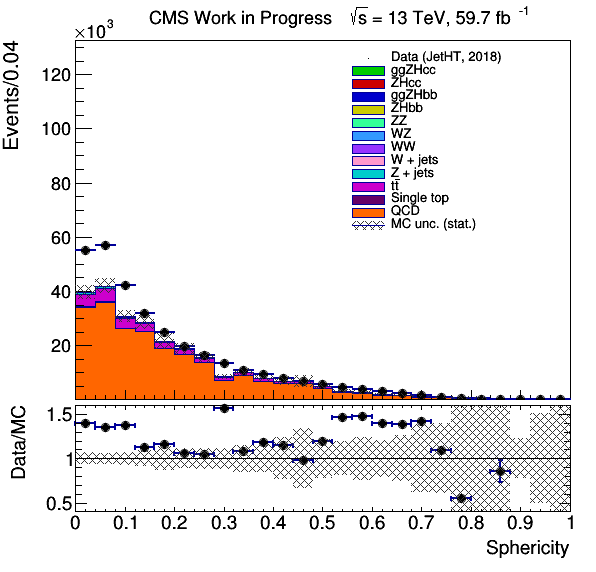 CMS Work in Progress √s = 13 TeV, 59.7 fb⁻¹
×10³
Events/0.04
120
100
80
60
40
20
Data (JetHT, 2018)
ggZHcc
ZHcc
ggZHbb
ZHbb
ZZ
WZ
WW
W + jets
Z + jets
tt̄
Single top
QCD
MC unc. (stat.)
Data/MC
1.5
1
0.5
0 0.1 0.2 0.3 0.4 0.5 0.6 0.7 0.8 0.9 1
Sphericity